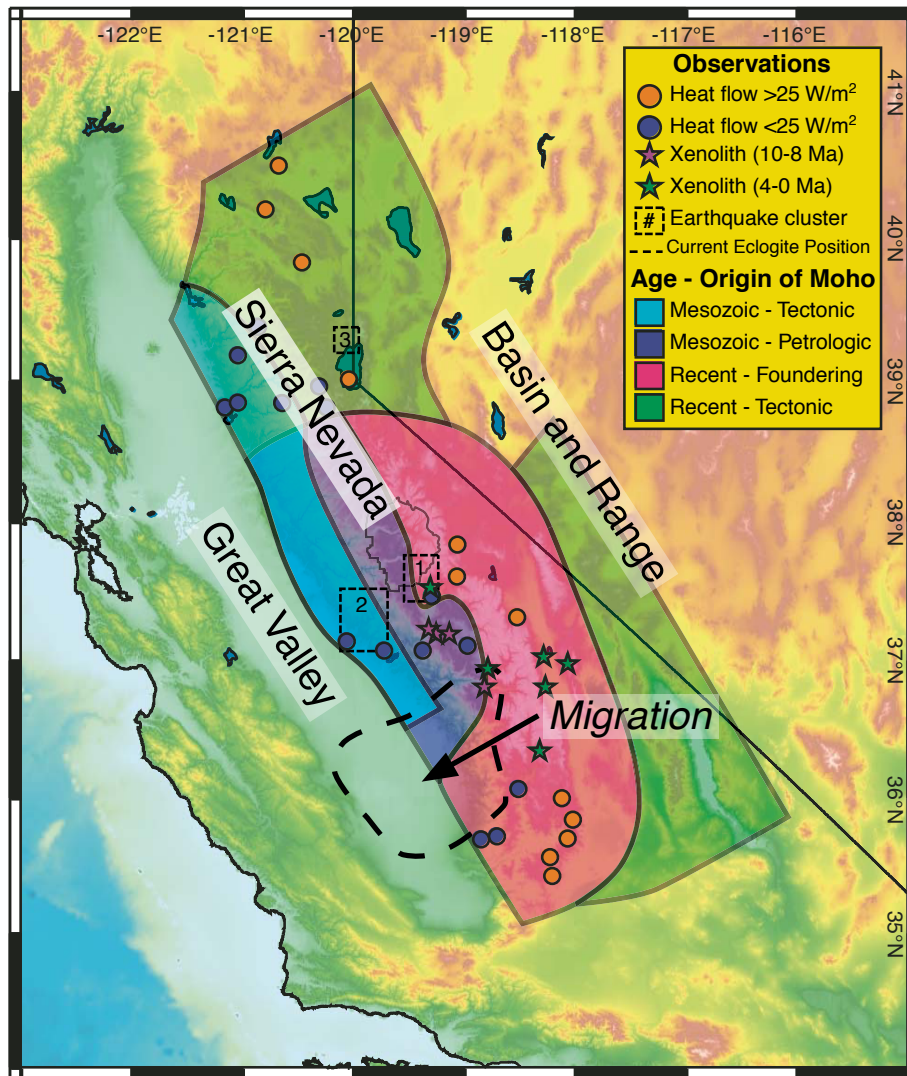 -122°E -121°E -120°E -119°E -118°E -117°E -116°E
41°N
40°N
39°N
38°N
37°N
36°N
35°N
Observations
Heat flow >25 W/m²
Heat flow <25 W/m²
Xenolith (10-8 Ma)
Xenolith (4-0 Ma)
# Earthquake cluster
Current Eclogite Position
Age - Origin of Moho
Mesozoic - Tectonic
Mesozoic - Petrologic
Recent - Foundering
Recent - Tectonic
Sierra Nevada
Basin and Range
Great Valley
3
1
2
Migration